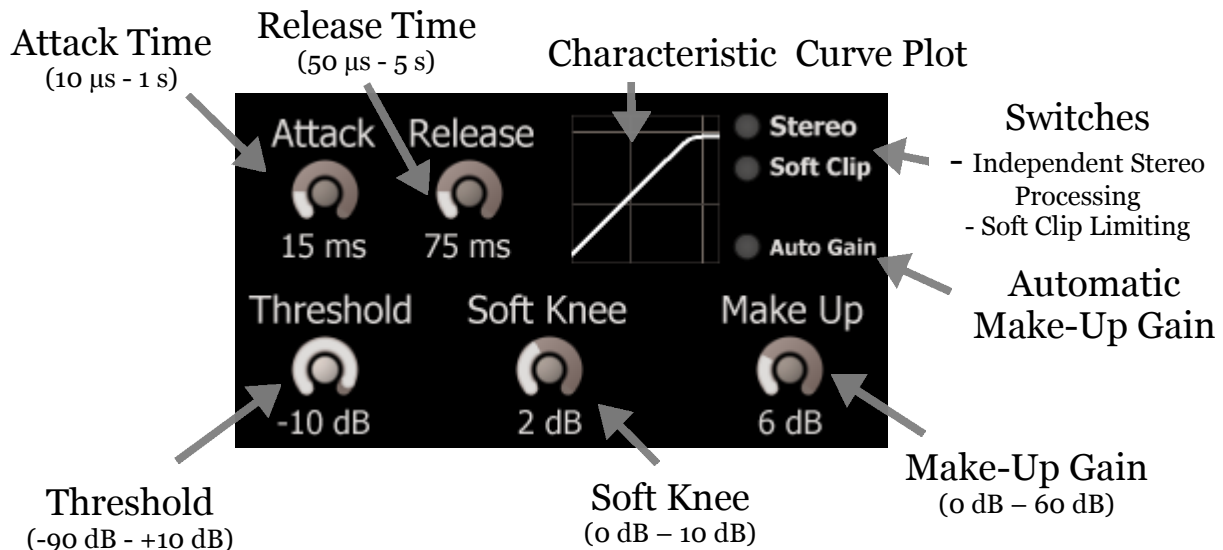 Attack Time
(10 µs - 1 s)
Release Time
(50 µs - 5 s)
Characteristic  Curve Plot
Switches
- Independent Stereo
Processing
- Soft Clip Limiting
Automatic
Make-Up Gain
Attack
Release
15 ms
75 ms
Stereo
Soft Clip
Auto Gain
Threshold
Soft Knee
Make Up
-10 dB
2 dB
6 dB
Threshold
(-90 dB - +10 dB)
Soft Knee
(0 dB – 10 dB)
Make-Up Gain
(0 dB – 60 dB)